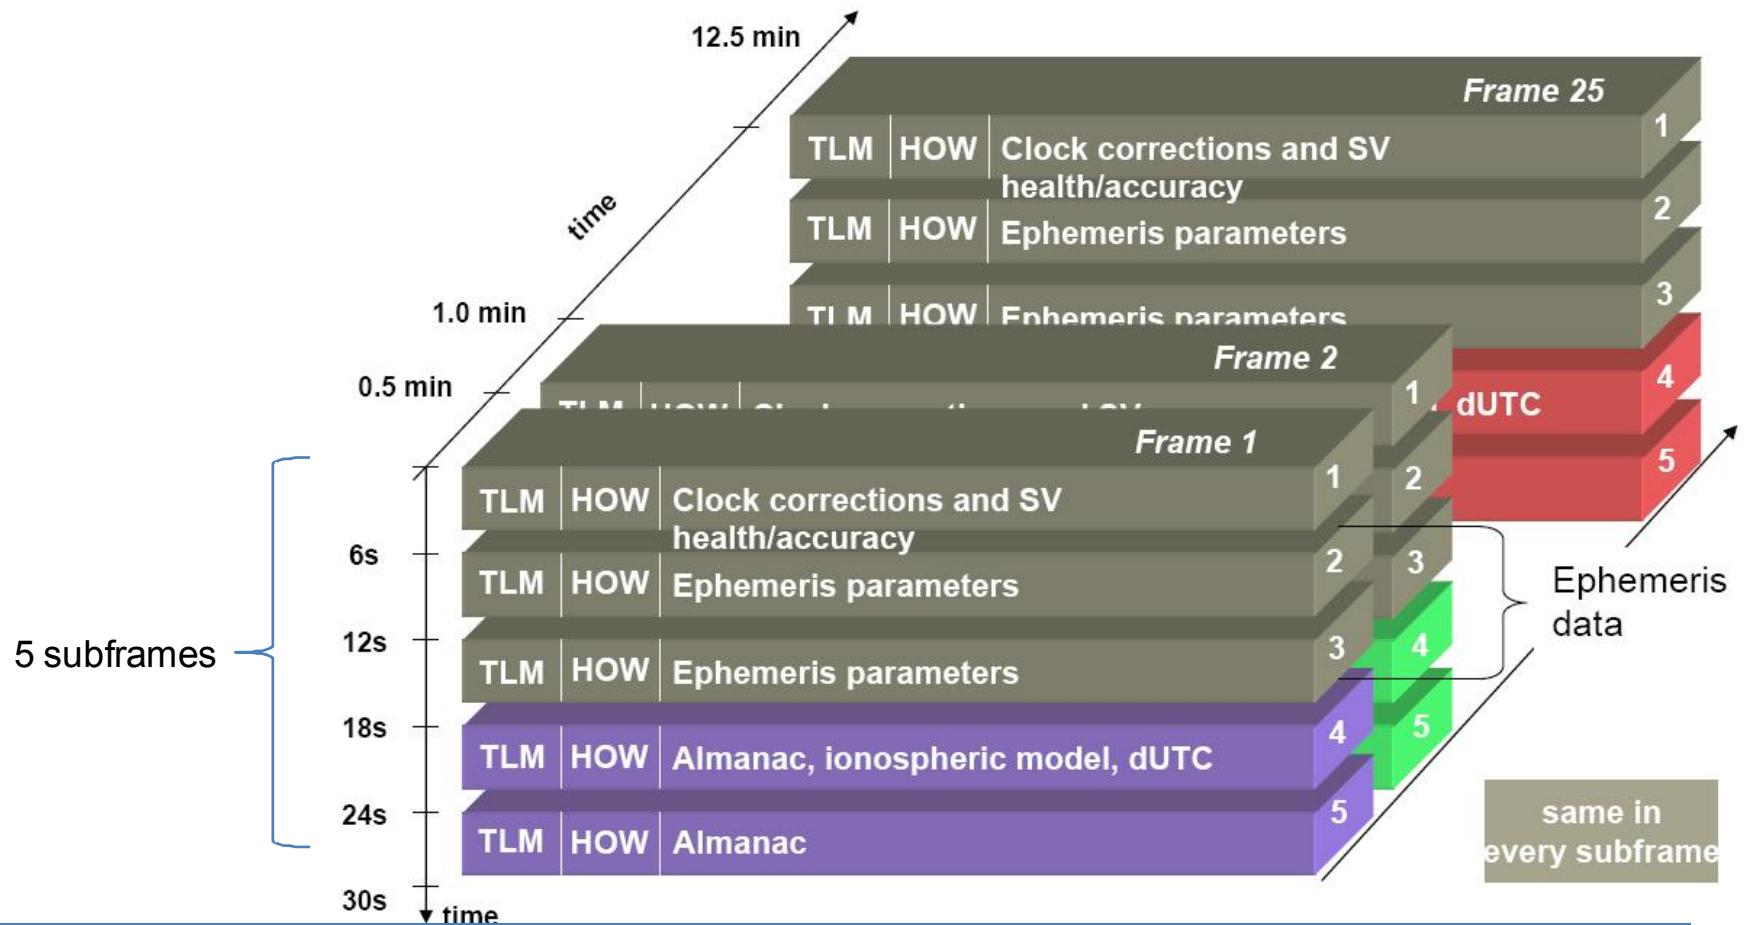 12.5 min
Frame 25
1
TLM HOW Clock corrections and SV
health/accuracy
2
TLM HOW Ephemeris parameters
3
TLM HOW Ephemeris parameters
4
dUTC
5
time
1.0 min
0.5 min
Frame 2
1
TLM HOW
2
3
4
5
Frame 1
1
TLM HOW Clock corrections and SV
health/accuracy
2
TLM HOW Ephemeris parameters
3
TLM HOW Ephemeris parameters
4
TLM HOW Almanac, ionospheric model, dUTC
5
TLM HOW Almanac
6s
12s
18s
24s
30s
time
5 subframes
Ephemeris
data
same in
every subframe